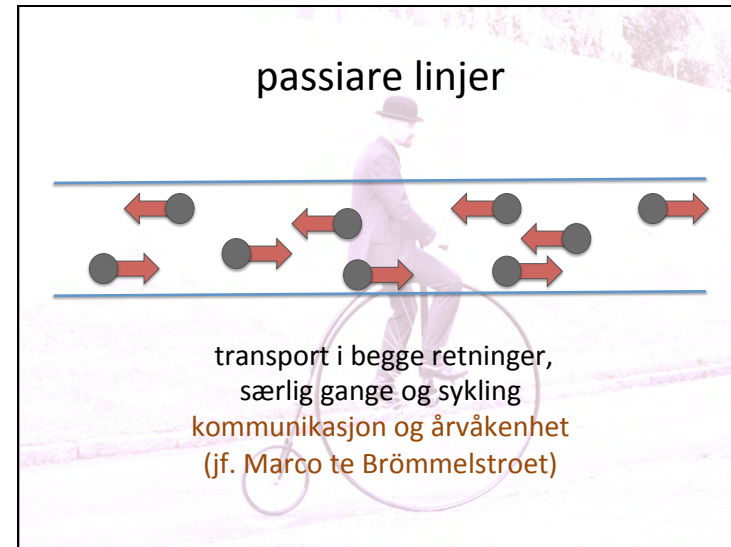 passiare linjer
transport i begge retninger,
særlig gange og sykling
kommunikasjon og årvåkenhet
(jf. Marco te Brömmelstroet)